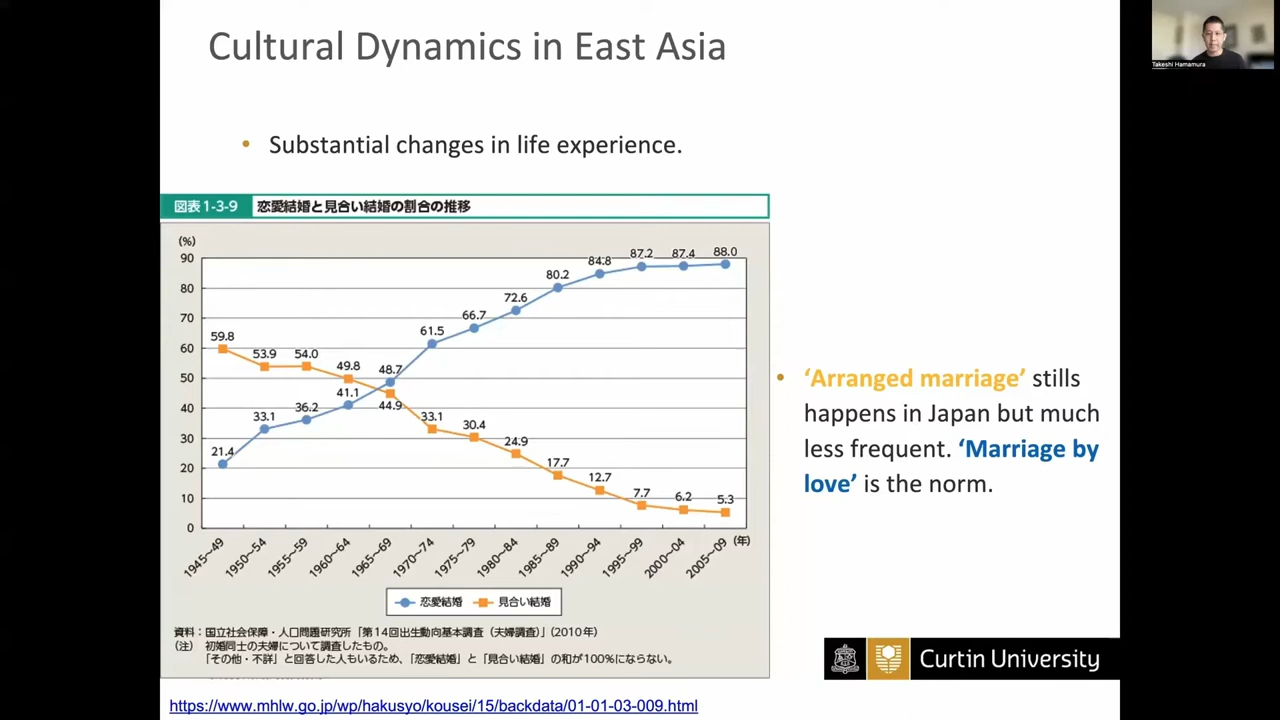 Cultural Dynamics in East Asia
Takeshi Hamamura
• Substantial changes in life experience.
図表1-3-9 恋愛結婚と見合い結婚の割合の推移
(%)
90
80
70
60
50
40
30
20
10
0
21.4 33.1 36.2 41.1 48.7 61.5 66.7 72.6 80.2 84.8 87.2 87.4 88.0
59.8 53.9 54.0 49.8 44.9 33.1 30.4 24.9 17.7 12.7 7.7 6.2 5.3
1945~49 1950~54 1955~59 1960~64 1965~69 1970~74 1975~79 1980~84 1985~89 1990~94 1995~99 2000~04 2005~09 (年)
恋愛結婚 見合い結婚
資料：国立社会保障・人口問題研究所「第14回出生動向基本調査（夫婦調査）」（2010年）
（注） 初婚同士の夫婦について調査したもの。
「その他・不詳」と回答した人もいるため、「恋愛結婚」と「見合い結婚」の和が100%にならない。
• ‘Arranged marriage’ stills
happens in Japan but much
less frequent. ‘Marriage by
love’ is the norm.
Curtin University
https://www.mhlw.go.jp/wp/hakusyo/kousei/15/backdata/01-01-03-009.html